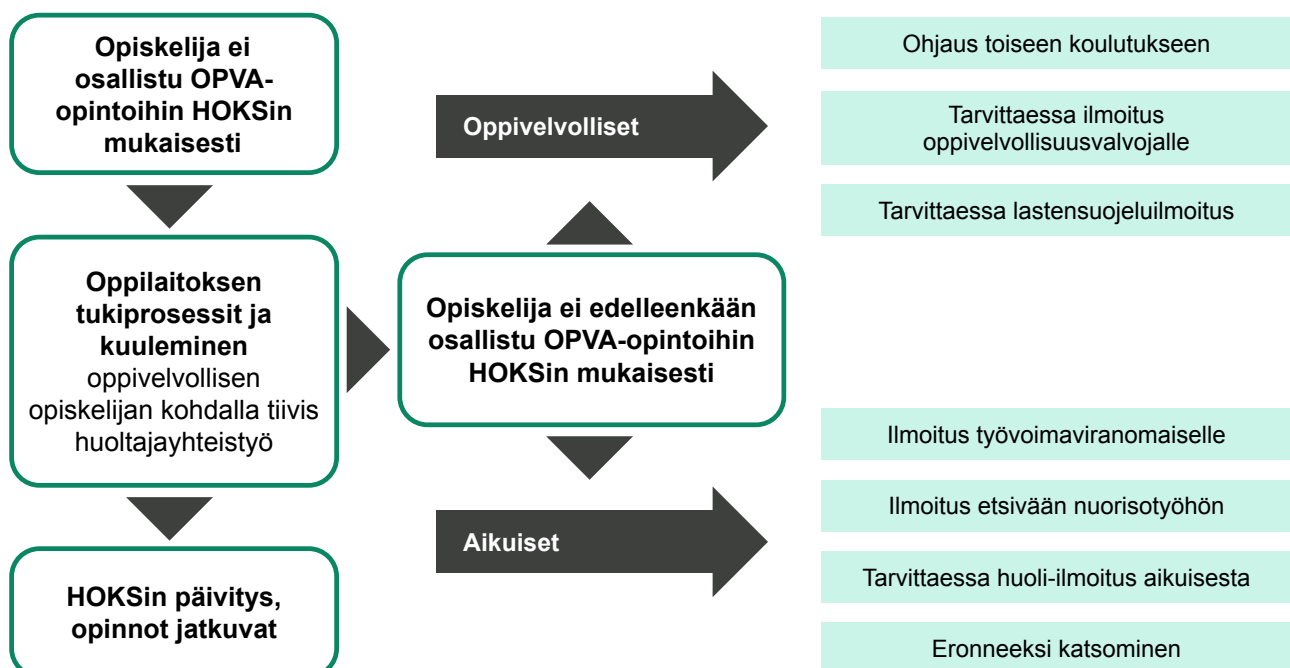 Opiskelija ei
osallistu OPVA-
opintoihin HOKSin
mukaisesti
Oppilaitoksen
tukiprosessit ja
kuuleminen
oppivelvollisen
opiskelijan kohdalla tiivis
huoltajayhteistyö
HOKSin päivitys,
opinnot jatkuvat
Opiskelija ei edelleenkään
osallistu OPVA-opintoihin
HOKSin mukaisesti
Oppivelvolliset
Ohjaus toiseen koulutukseen
Tarvittaessa ilmoitus
oppivelvollisuusvalvojalle
Tarvittaessa lastensuojeluilmoitus
Aikuiset
Ilmoitus työvoimaviranomaiselle
Ilmoitus etsivään nuorisotyöhön
Tarvittaessa huoli-ilmoitus aikuisesta
Eronneeksi katsominen